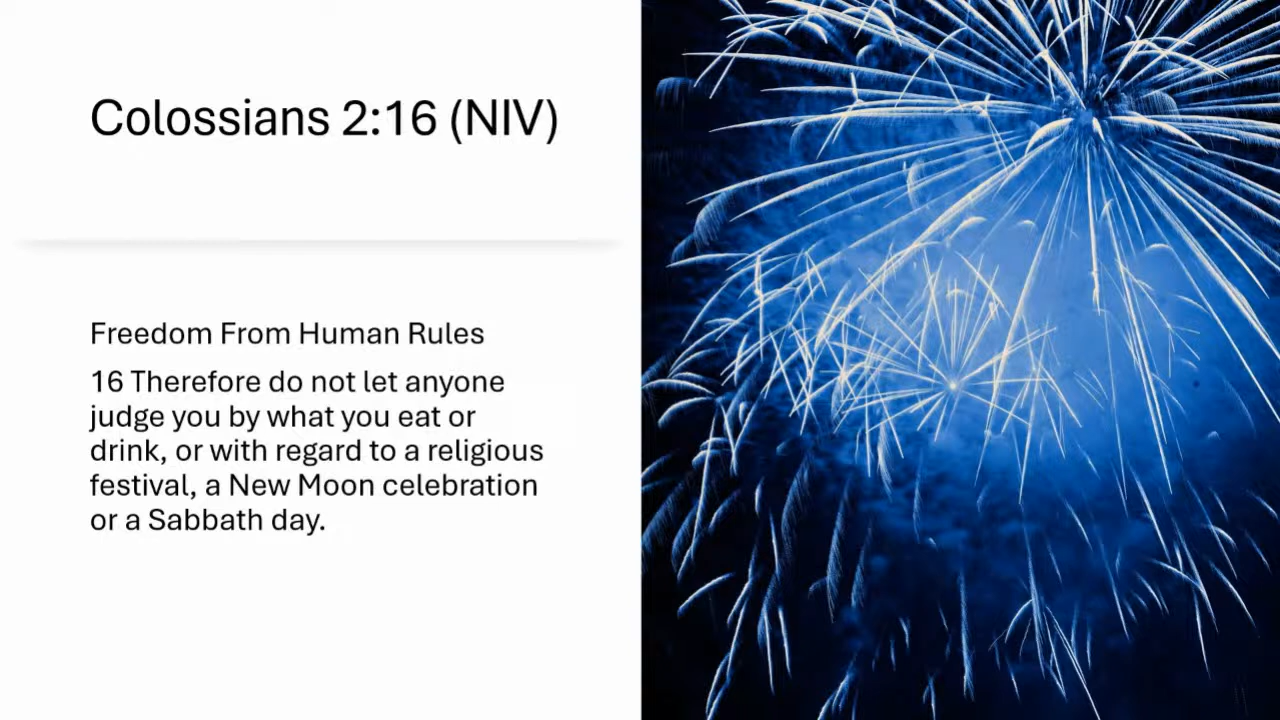 Colossians 2:16 (NIV)
Freedom From Human Rules
16 Therefore do not let anyone
judge you by what you eat or
drink, or with regard to a religious
festival, a New Moon celebration
or a Sabbath day.